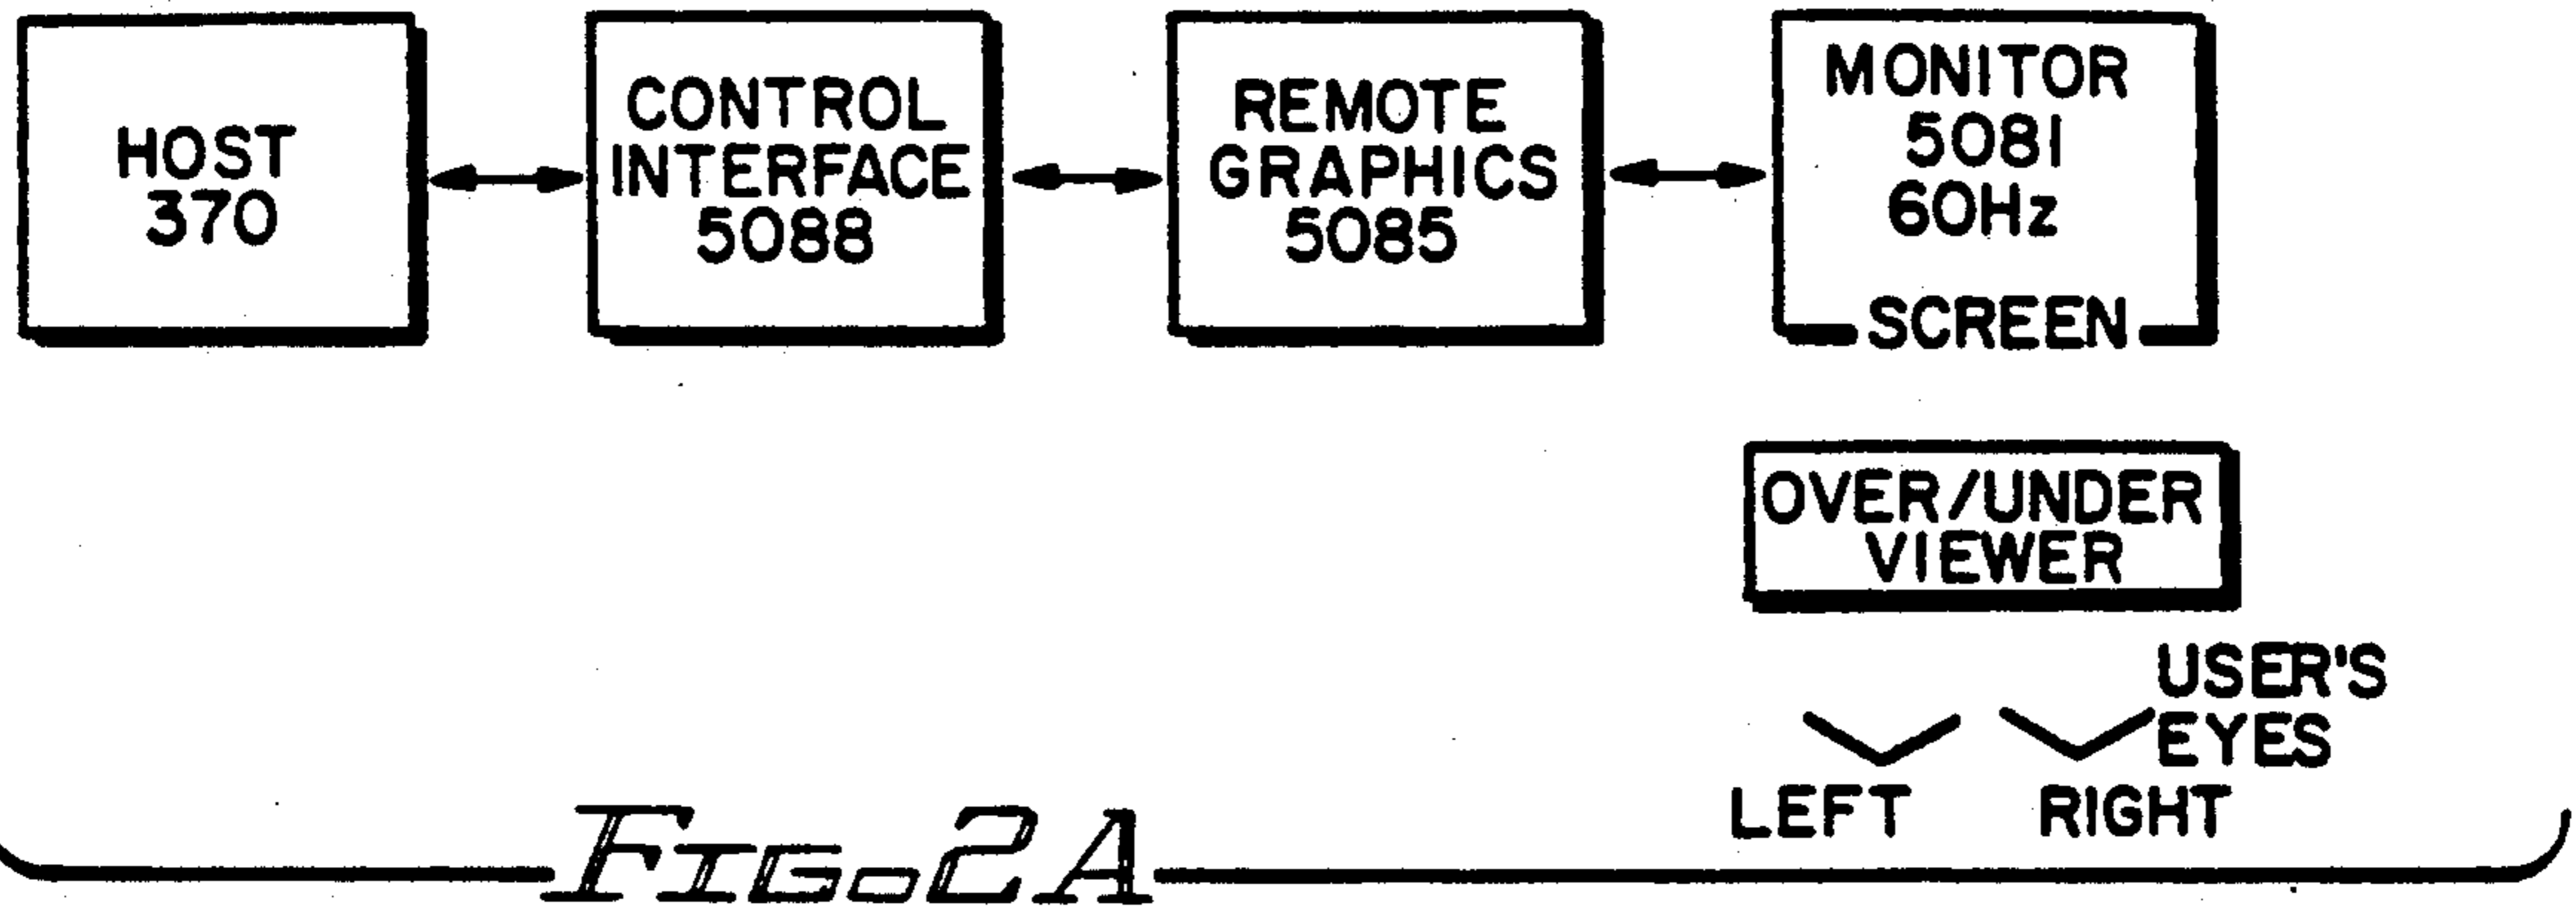 HOST
370
CONTROL
INTERFACE
5088
REMOTE
GRAPHICS
5085
MONITOR
5081
60Hz
SCREEN
OVER/UNDER
VIEWER
USER'S
EYES
LEFT RIGHT
FIG. 2A